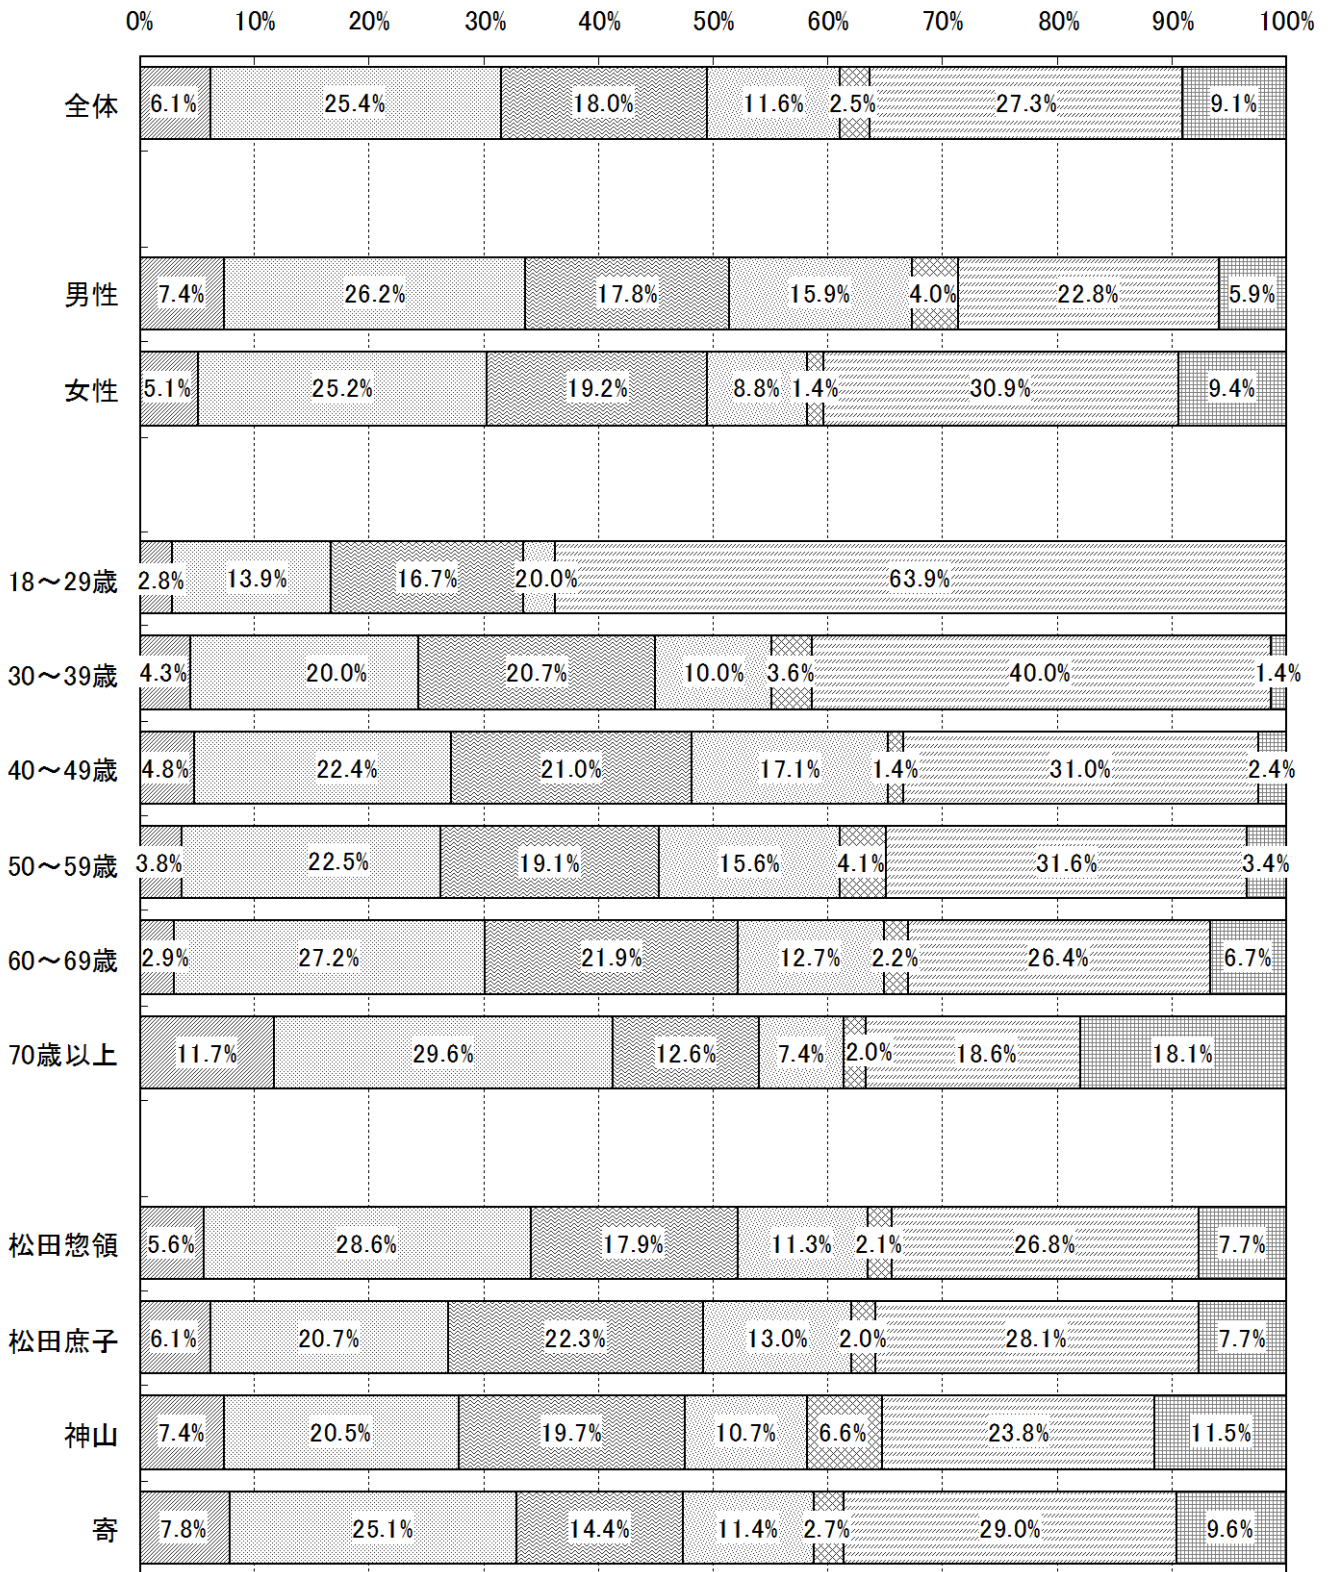 0% 10% 20% 30% 40% 50% 60% 70% 80% 90% 100%
全体 6.1% 25.4% 18.0% 11.6% 2.5% 27.3% 9.1%
男性 7.4% 26.2% 17.8% 15.9% 4.0% 22.8% 5.9%
女性 5.1% 25.2% 19.2% 8.8% 1.4% 30.9% 9.4%
18～29歳 2.8% 13.9% 16.7% 2.0.0% 63.9%
30～39歳 4.3% 20.0% 20.7% 10.0% 3.6% 40.0% 1.4%
40～49歳 4.8% 22.4% 21.0% 17.1% 1.4% 31.0% 2.4%
50～59歳 3.8% 22.5% 19.1% 15.6% 4.1% 31.6% 3.4%
60～69歳 2.9% 27.2% 21.9% 12.7% 2.2% 26.4% 6.7%
70歳以上 11.7% 29.6% 12.6% 7.4% 2.0% 18.6% 18.1%
松田惣領 5.6% 28.6% 17.9% 11.3% 2.1% 26.8% 7.7%
松田庶子 6.1% 20.7% 22.3% 13.0% 2.0% 28.1% 7.7%
神山 7.4% 20.5% 19.7% 10.7% 6.6% 23.8% 11.5%
寄 7.8% 25.1% 14.4% 11.4% 2.7% 29.0% 9.6%